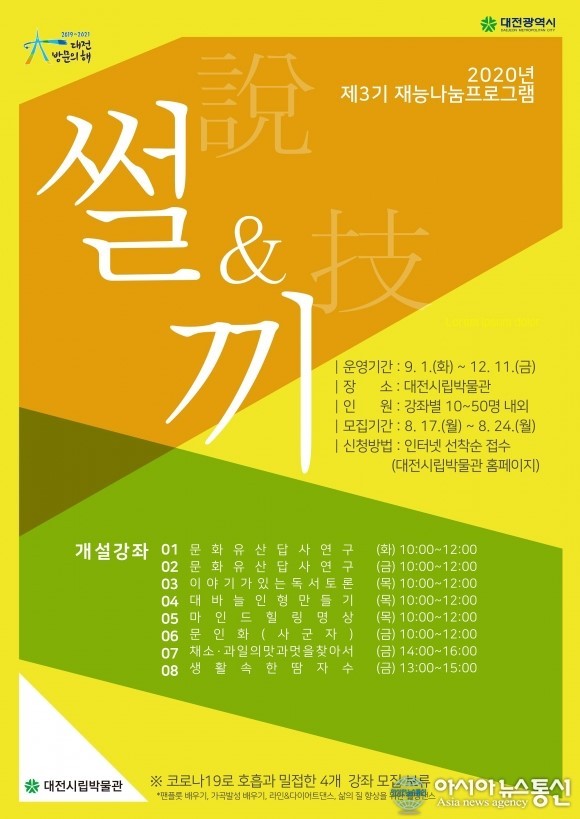 2019~2021
대전
방문의해
대전광역시
DAEJEON METROPOLITAN CITY
2020년
제3기 재능나눔프로그램
說
썰
&
技
끼
| 운영기간 : 9. 1.(화) ~ 12. 11.(금)
| 장 소 : 대전시립박물관
| 인 원 : 강좌별 10~50명 내외
| 모집기간 : 8. 17.(월) ~ 8. 24.(월)
| 신청방법 : 인터넷 선착순 접수
(대전시립박물관 홈페이지)
개설강좌 01 문화유산답사연구 (화) 10:00~12:00
02 문화유산답사연구 (금) 10:00~12:00
03 이야기가있는독서토론 (목) 10:00~12:00
04 대바늘인형만들기 (목) 10:00~12:00
05 마인드힐링명상 (목) 10:00~12:00
06 문인화(사군자) (금) 10:00~12:00
07 채소·과일의맛과멋을찾아서 (금) 14:00~16:00
08 생활속한땀자수 (금) 13:00~15:00
대전시립박물관
※ 코로나19로 호흡과 밀접한 4개 강좌 모집 보류
*맨플룻 배우기, 가곡발성 배우기, 라인&다이어트댄스, 삶의 질 향상을 위한
아시아뉴스통신
Asia news agency